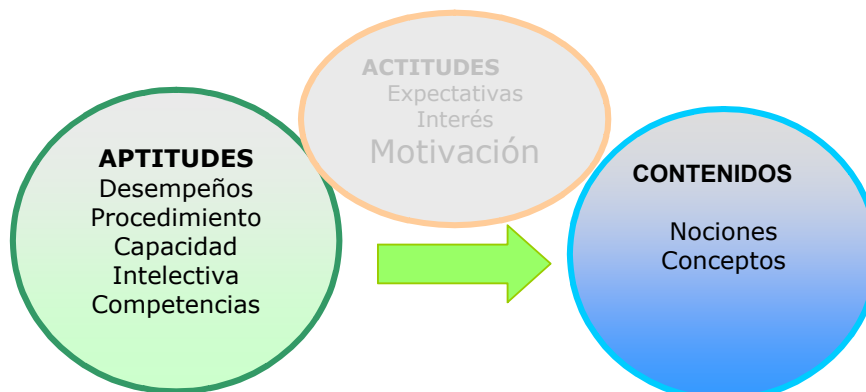 ACTITUDES
Expectativas
Interés
Motivación
APTITUDES
Desempeños
Procedimiento
Capacidad
Intelectiva
Competencias
CONTENIDOS
Nociones
Conceptos